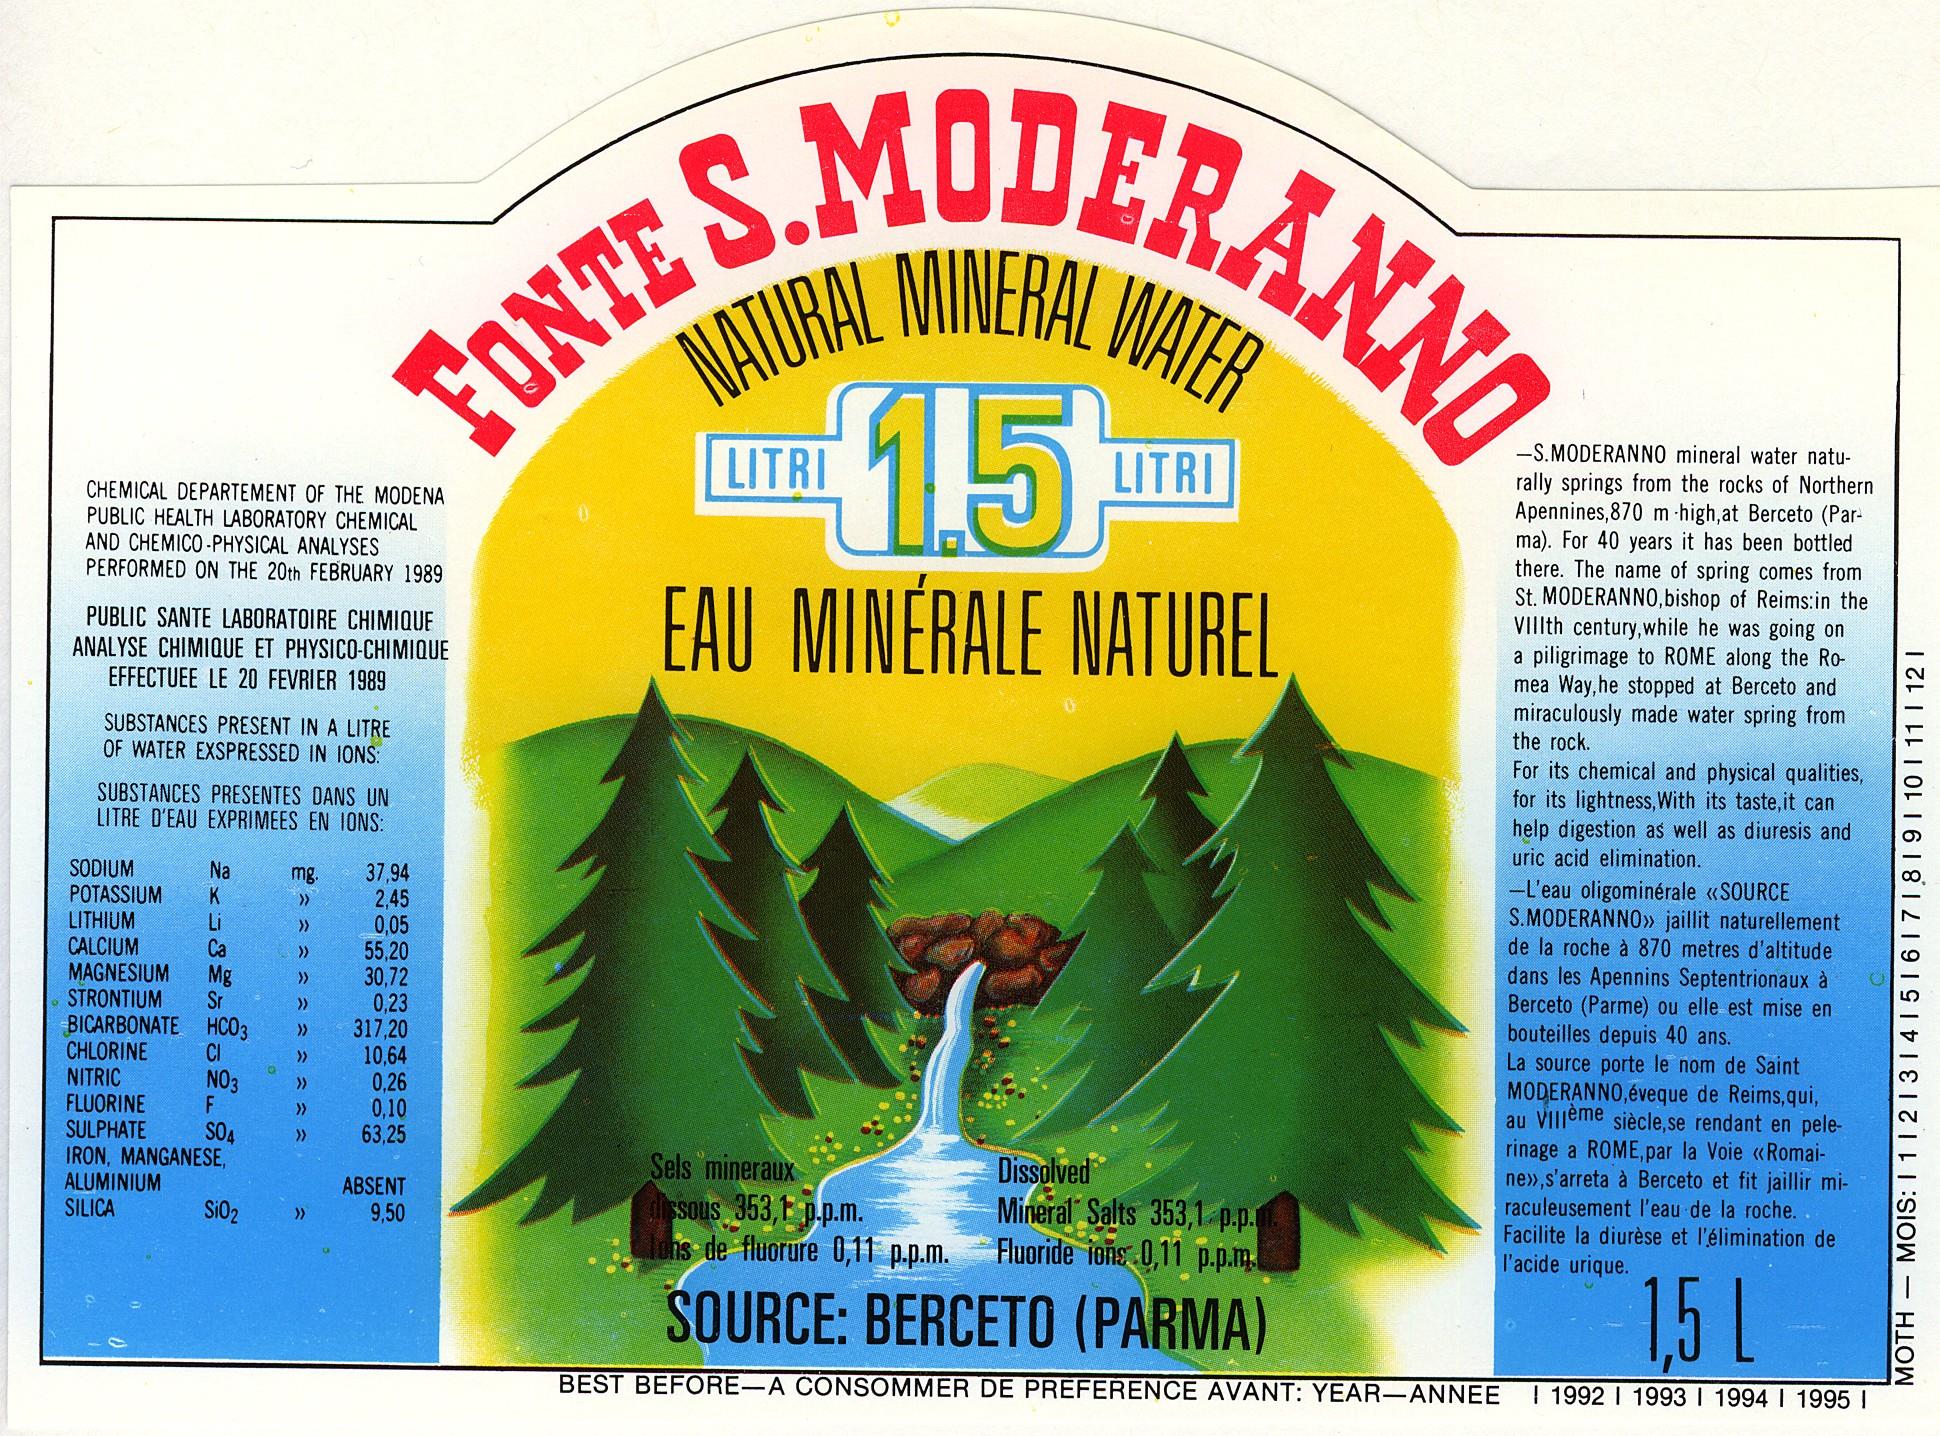 FONTE S.MODERANNO
NATURAL MINERAL WATER
LITRI 1.5 LITRI
EAU MINÉRALE NATUREL
CHEMICAL DEPARTEMENT OF THE MODENA
PUBLIC HEALTH LABORATORY CHEMICAL
AND CHEMICO-PHYSICAL ANALYSES
PERFORMED ON THE 20th FEBRUARY 1989
PUBLIC SANTE LABORATOIRE CHIMIQUE
ANALYSE CHIMIQUE ET PHYSICO-CHIMIQUE
EFFECTUEE LE 20 FEVRIER 1989
SUBSTANCES PRESENT IN A LITRE
OF WATER EXSPRESSED IN IONS:
SUBSTANCES PRESENTES DANS UN
LITRE D'EAU EXPRIMEES EN IONS:
SODIUM Na mg. 37,94
POTASSIUM K » 2,45
LITHIUM Li » 0,05
CALCIUM Ca » 55,20
MAGNESIUM Mg » 30,72
STRONTIUM Sr » 0,23
BICARBONATE HCO3 » 317,20
CHLORINE Cl » 10,64
NITRIC NO3 » 0,26
FLUORINE F » 0,10
SULPHATE SO4 » 63,25
IRON, MANGANESE,
ALUMINIUM ABSENT
SILICA SiO2 » 9,50
Sels mineraux
dissous 353,1 p.p.m.
Ions de fluorure 0,11 p.p.m.
Dissolved
Mineral Salts 353,1 p.p.m.
Fluoride ions 0,11 p.p.m.
SOURCE: BERCETO (PARMA)
—S.MODERANNO mineral water natu-
rally springs from the rocks of Northern
Apennines,870 m-high,at Berceto (Par-
ma). For 40 years it has been bottled
there. The name of spring comes from
St. MODERANNO,bishop of Reims:in the
VIIIth century,while he was going on
a piligrimage to ROME along the Ro-
mea Way,he stopped at Berceto and
miraculously made water spring from
the rock.
For its chemical and physical qualities,
for its lightness,With its taste,it can
help digestion as well as diuresis and
uric acid elimination.
—L'eau oligominérale «SOURCE
S.MODERANNO» jaillit naturellement
de la roche à 870 metres d'altitude
dans les Apennins Septentrionaux à
Berceto (Parme) ou elle est mise en
bouteilles depuis 40 ans.
La source porte le nom de Saint
MODERANNO,éveque de Reims,qui,
au VIIIème siècle,se rendant en pele-
rinage a ROME,par la Voie «Romai-
ne»,s'arreta à Berceto et fit jaillir mi-
raculeusement l'eau de la roche.
Facilite la diurèse et l'élimination de
l'acide urique.
1,5 L
MOTH — MOIS: I 1 I 2 I 3 I 4 I 5 I 6 I 7 I 8 I 9 I 10 I 11 I 12 I
BEST BEFORE—A CONSOMMER DE PREFERENCE AVANT: YEAR—ANNEE I 1992 I 1993 I 1994 I 1995 I